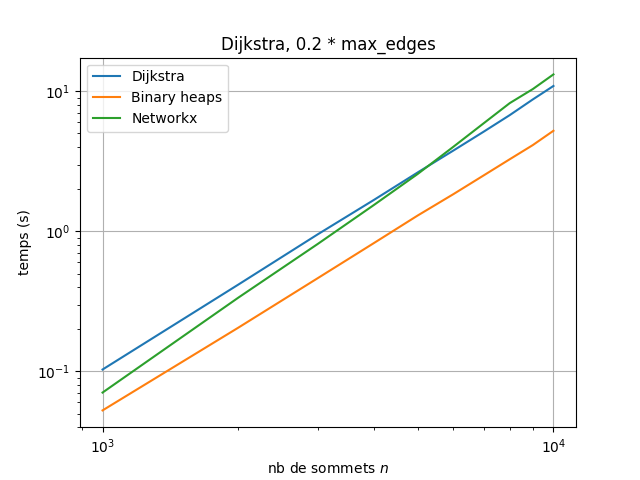 Dijkstra, 0.2 * max_edges
Dijkstra
Binary heaps
Networkx
temps (s)
10¹
10⁰
10⁻¹
10³
10⁴
nb de sommets n